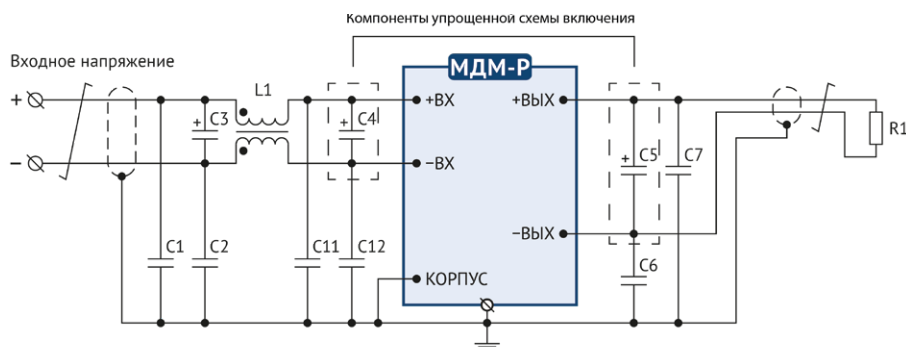 Компоненты упрощенной схемы включения
Входное напряжение
МДМ-Р
L1
+
+ C3
+ C4
+ВХ
+ВЫХ
R1
−
−ВХ
+ C5
C7
−ВЫХ
C1
C2
C11
C12
C6
КОРПУС